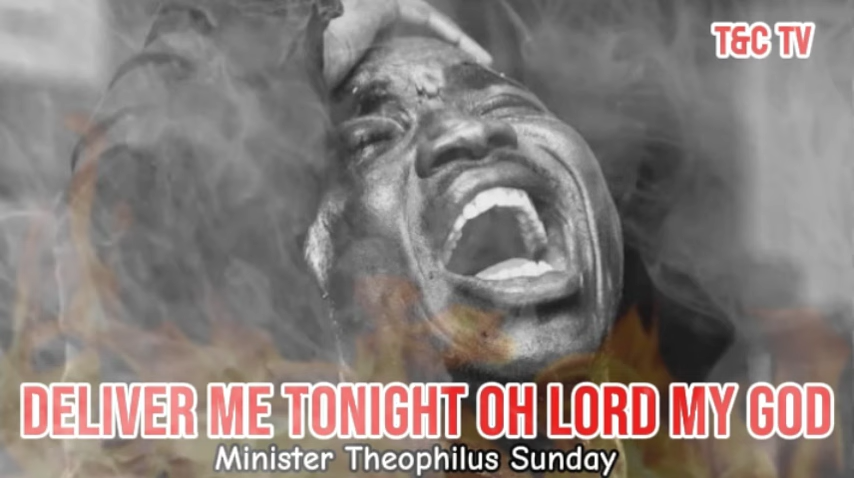 T&C TV
DELIVER ME TONIGHT OH LORD MY GOD
Minister Theophilus Sunday